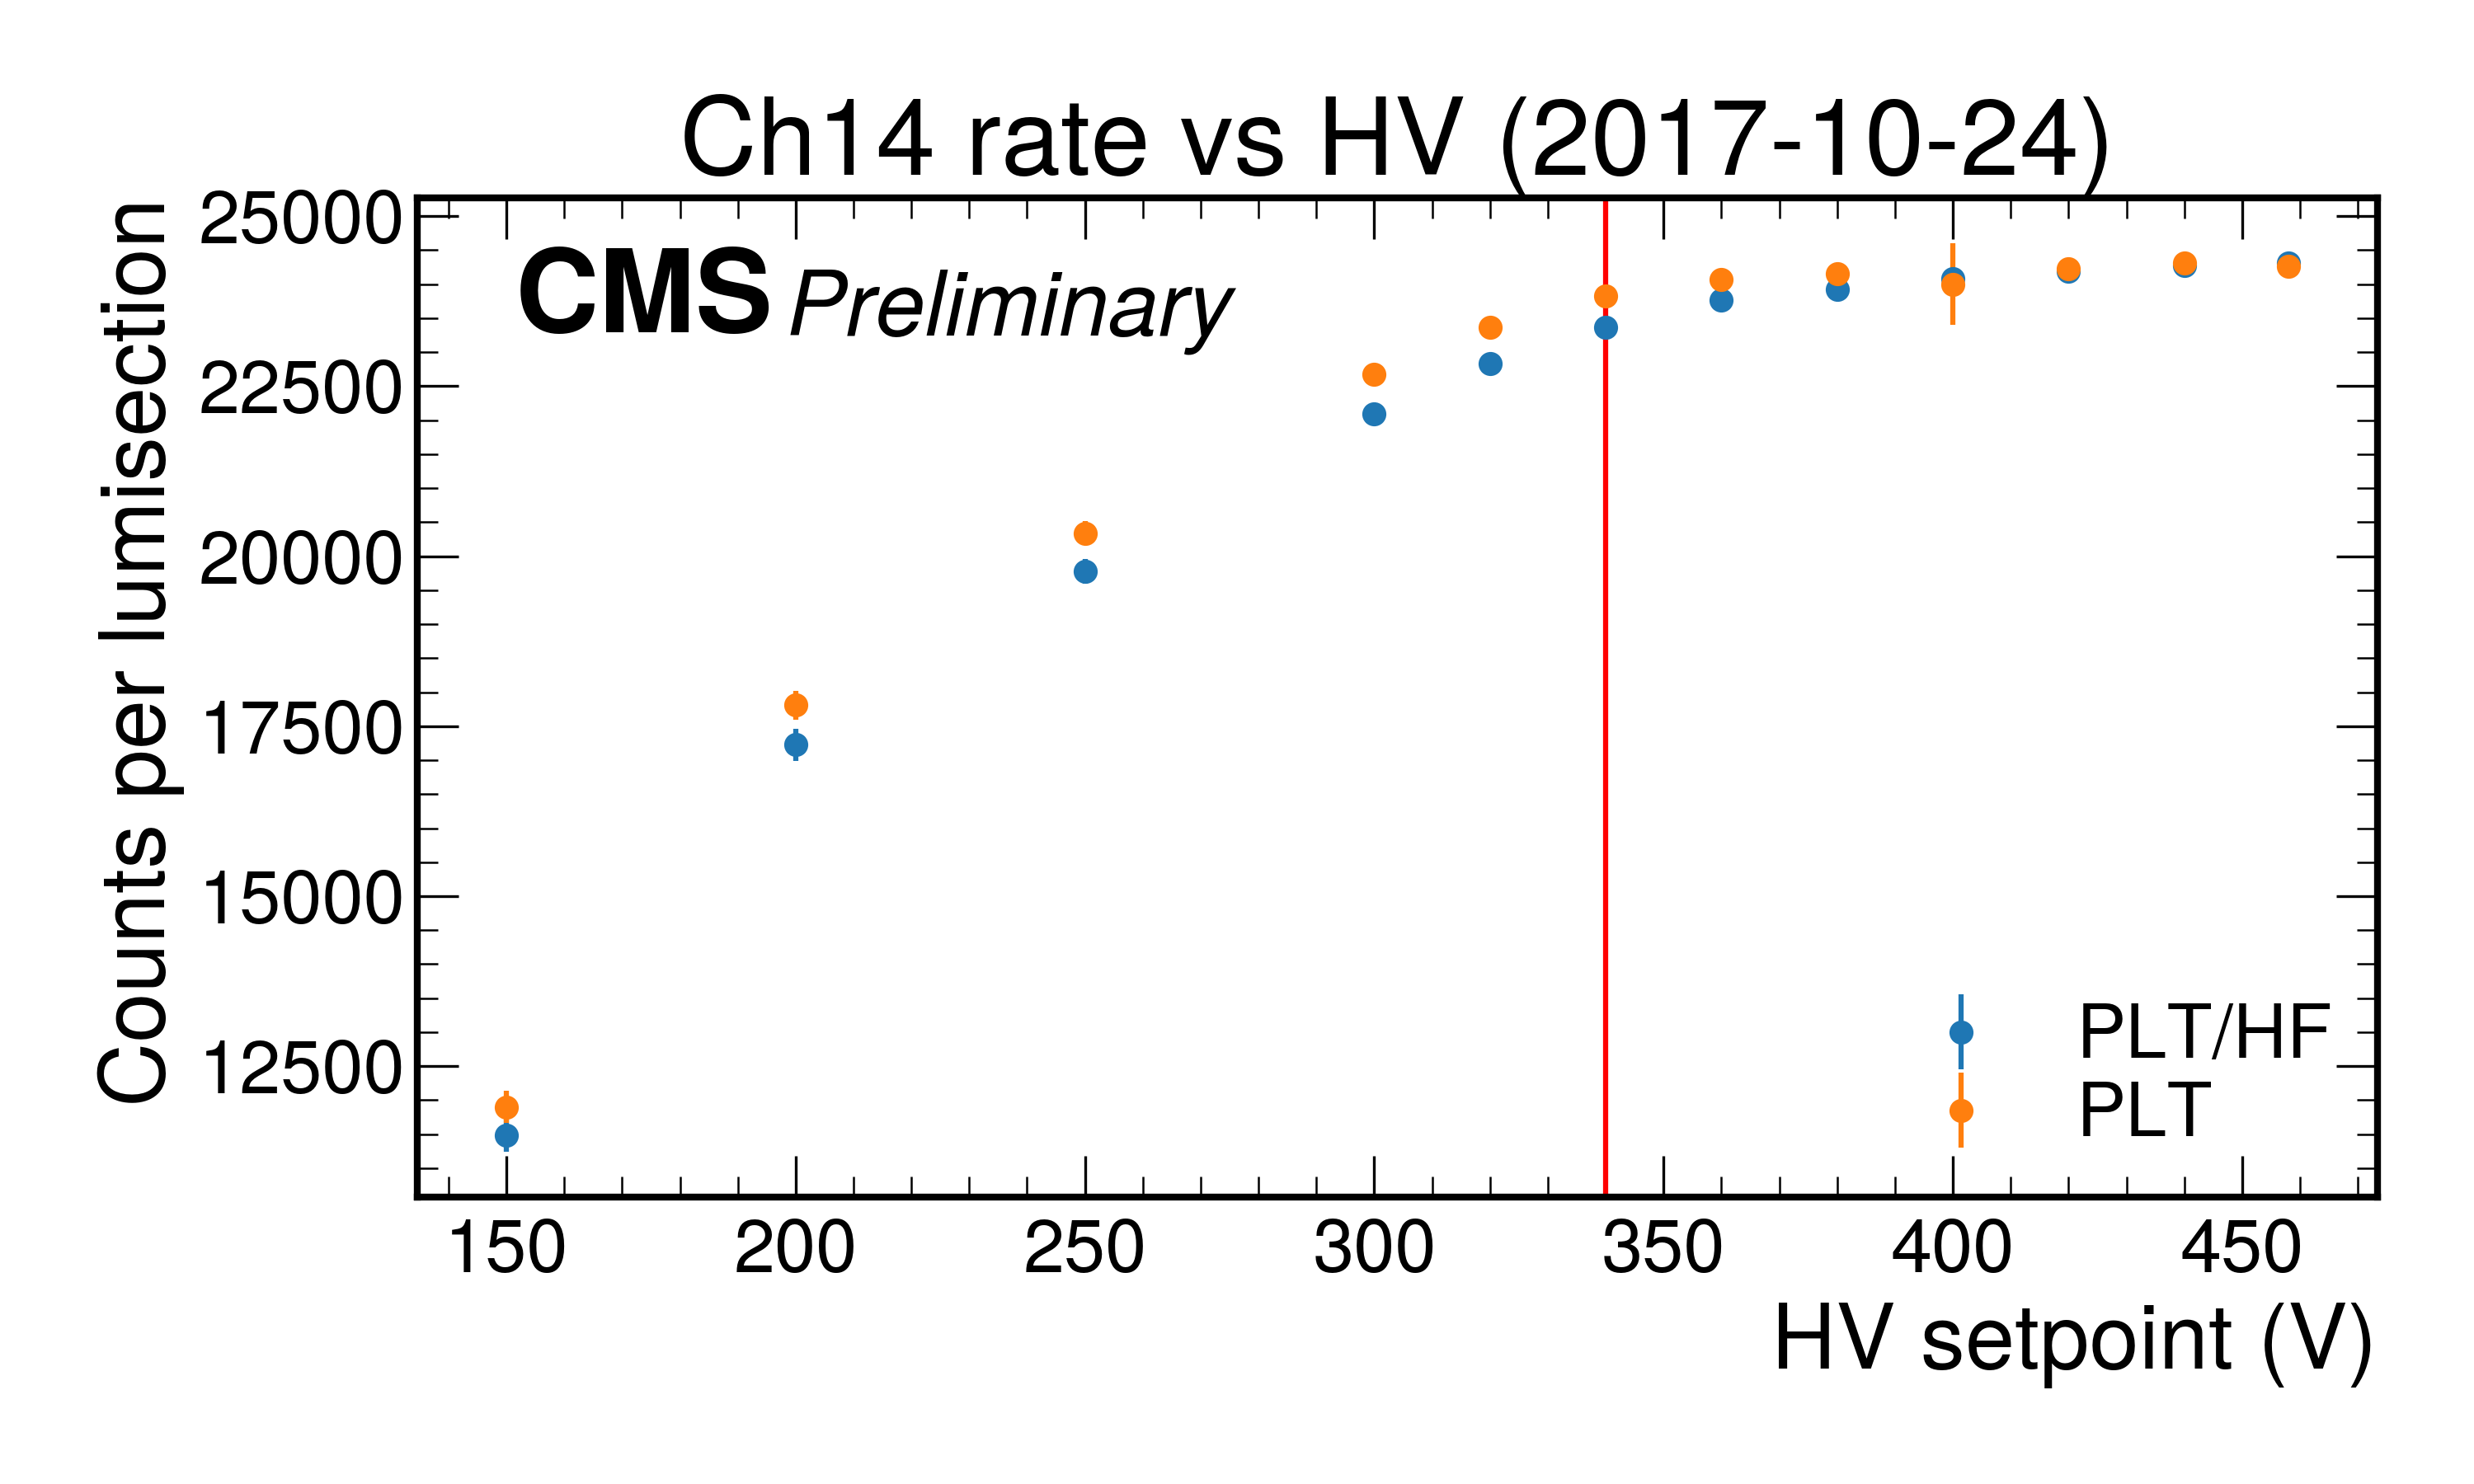 Ch14 rate vs HV (2017-10-24)
CMS Preliminary
Counts per lumisection
25000
22500
20000
17500
15000
12500
PLT/HF
PLT
150 200 250 300 350 400 450
HV setpoint (V)